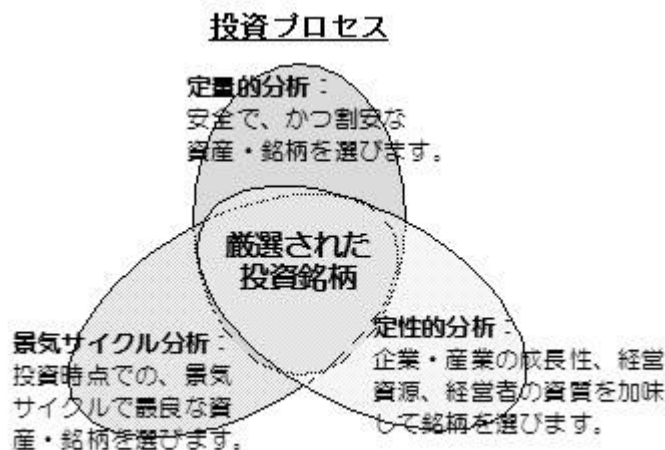 投資プロセス
定量的分析：
安全で、かつ割安な
資産・銘柄を選びます。
厳選された
投資銘柄
景気サイクル分析：
投資時点での、景気
サイクルで最良な資
産・銘柄を選びます。
定性的分析：
企業・産業の成長性、経営
資源、経営者の資質を加味
して銘柄を選びます。